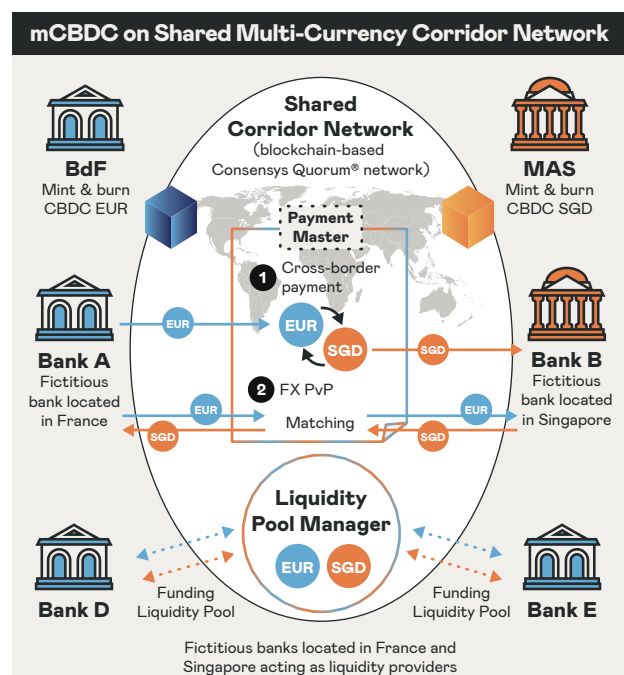 mCBDC on Shared Multi-Currency Corridor Network
Shared
Corridor Network
(blockchain-based
Consensys Quorum® network)
BdF
Mint & burn
CBDC EUR
MAS
Mint & burn
CBDC SGD
Payment
Master
1 Cross-border
payment
EUR
EUR
SGD
SGD
Bank A
Fictitious
bank located
in France
Bank B
Fictitious
bank located
in Singapore
2 FX PvP
EUR
SGD
Matching
EUR
SGD
Liquidity
Pool Manager
EUR
SGD
Bank D
Funding
Liquidity Pool
Funding
Liquidity Pool
Bank E
Fictitious banks located in France and
Singapore acting as liquidity providers